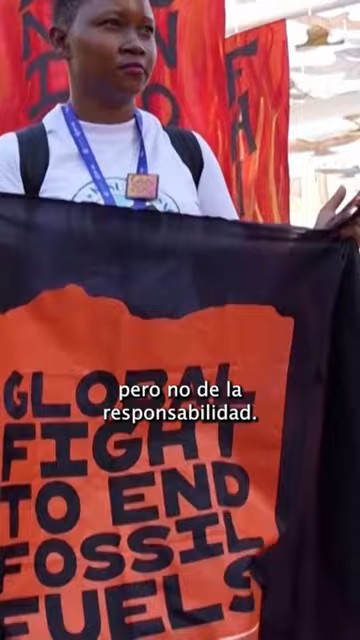 GLOBAL
FIGHT
TO END
FOSSIL
FUELS
pero no de la
responsabilidad.